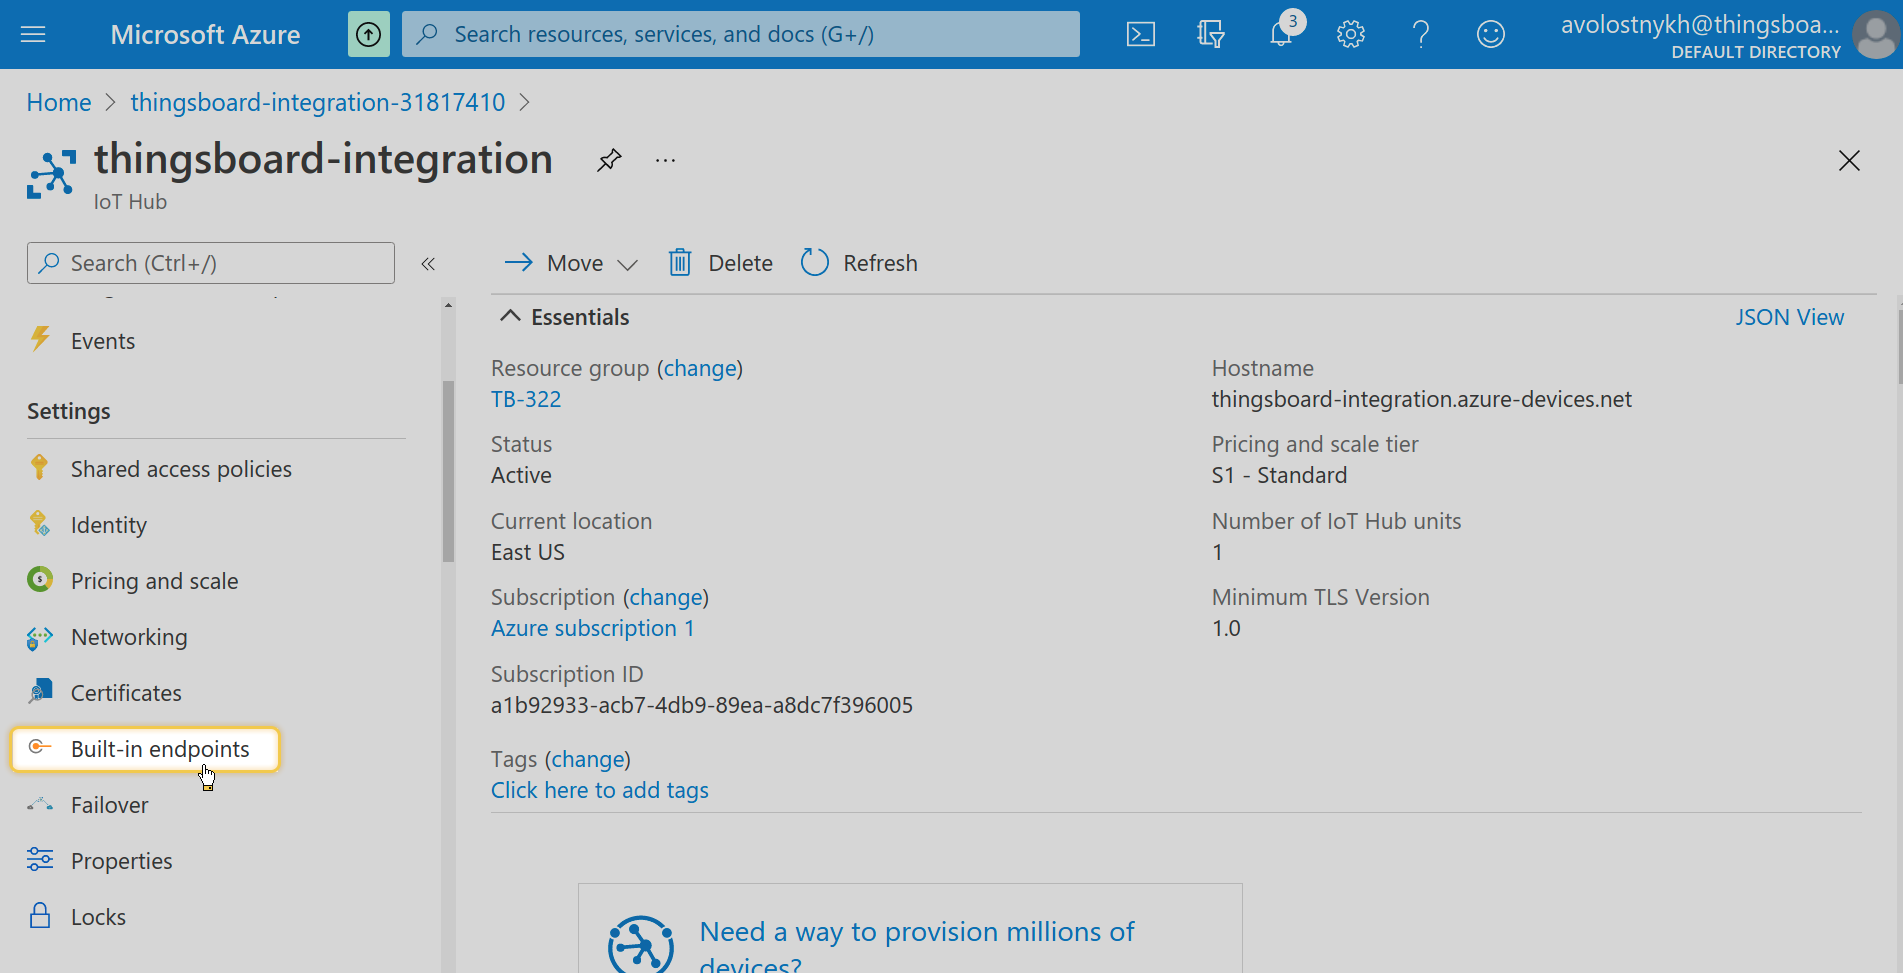 Microsoft Azure
Search resources, services, and docs (G+/)
3
avolostnykh@thingsboa...
DEFAULT DIRECTORY
Home > thingsboard-integration-31817410 >
thingsboard-integration
...
IoT Hub
Search (Ctrl+/)
«
Move
Delete
Refresh
Events
Settings
Shared access policies
Identity
Pricing and scale
Networking
Certificates
Built-in endpoints
Failover
Properties
Locks
Essentials
JSON View
Resource group (change)
TB-322
Status
Active
Current location
East US
Subscription (change)
Azure subscription 1
Subscription ID
a1b92933-acb7-4db9-89ea-a8dc7f396005
Tags (change)
Click here to add tags
Hostname
thingsboard-integration.azure-devices.net
Pricing and scale tier
S1 - Standard
Number of IoT Hub units
1
Minimum TLS Version
1.0
Need a way to provision millions of
devices?